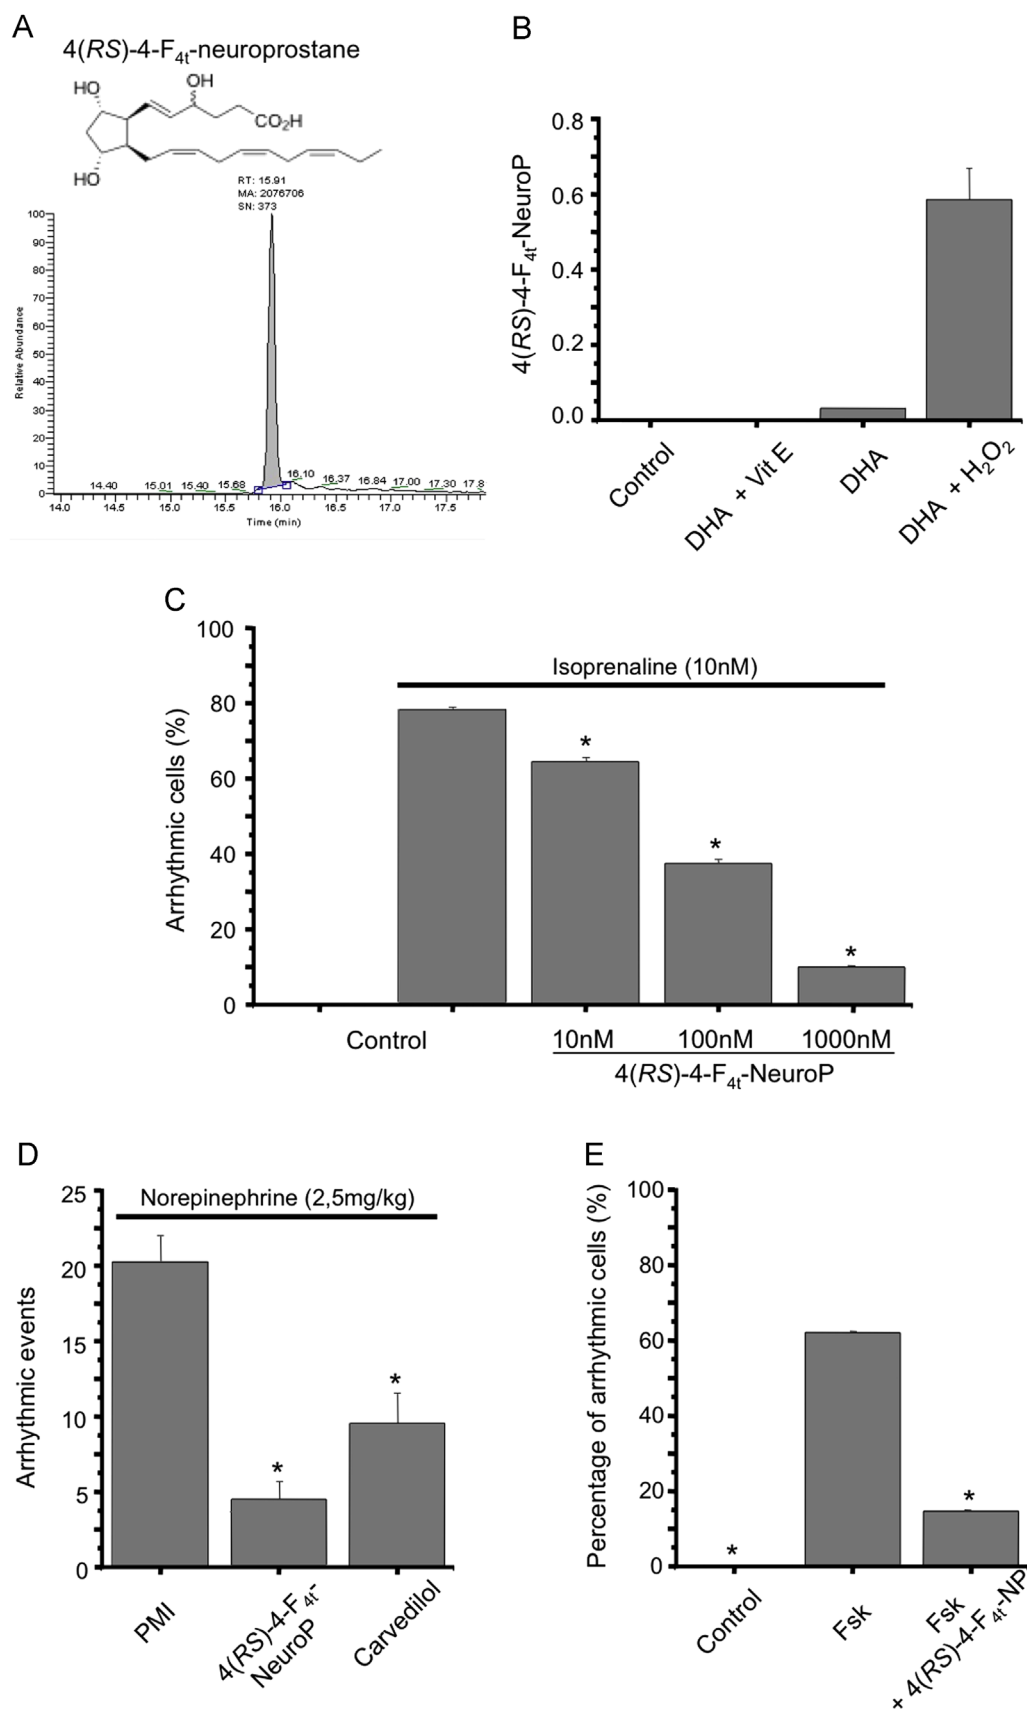 A
4(RS)-4-F4t-neuroprostane
HO
OH
CO2H
HO
RT: 15.91
MA: 2076706
SN: 373
Relative Abundance
100
90
80
70
60
50
40
30
20
10
0
14.40 15.01 15.40 15.68 16.10 16.37 16.84 17.00 17.30 17.8
14.0 14.5 15.0 15.5 16.0 16.5 17.0 17.5
Time (min)
B
4(RS)-4-F4t-NeuroP
0.8
0.6
0.4
0.2
0.0
Control
DHA + Vit E
DHA
DHA + H2O2
C
Arrhythmic cells (%)
100
80
60
40
20
0
Isoprenaline (10nM)
*
*
*
Control 10nM 100nM 1000nM
4(RS)-4-F4t-NeuroP
D
Arrhythmic events
25
20
15
10
5
0
Norepinephrine (2,5mg/kg)
*
*
PMI
4(RS)-4-F4t-
NeuroP
Carvedilol
E
Percentage of arrhythmic cells (%)
100
80
60
40
20
0
*
*
Control
Fsk
Fsk
+ 4(RS)-4-F4t-NP